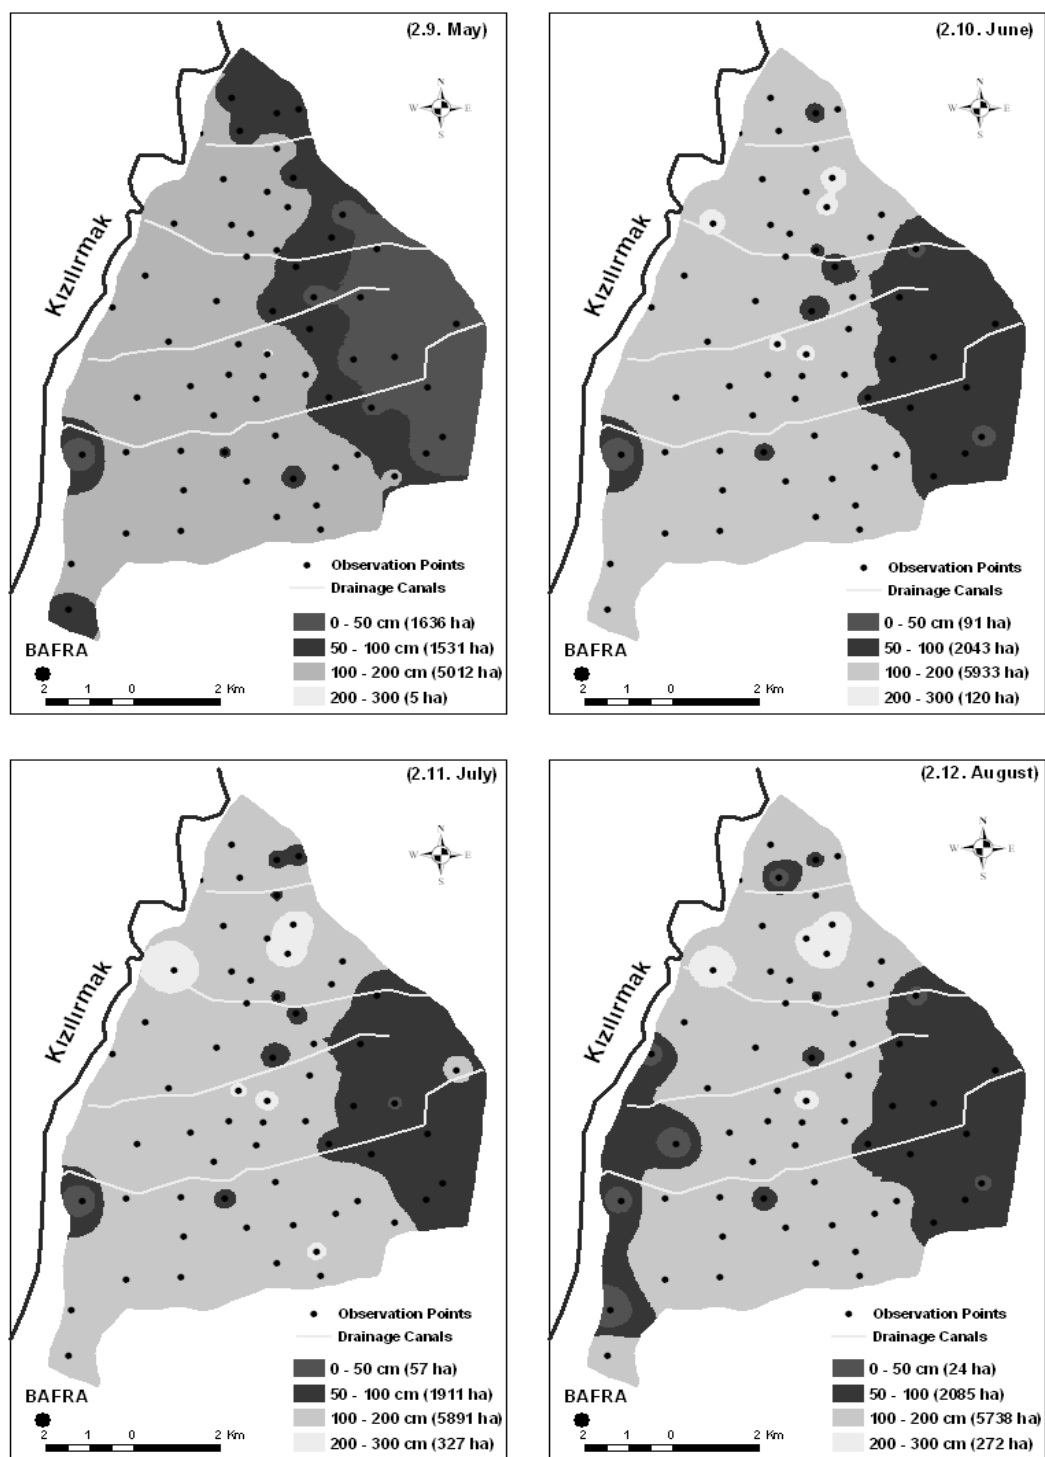 (2.9. May)
N
W E
S
Kızılırmak
Observation Points
Drainage Canals
0 - 50 cm (1636 ha)
50 - 100 cm (1531 ha)
100 - 200 cm (5012 ha)
200 - 300 (5 ha)
BAFRA
2 1 0 2 Km
(2.10. June)
N
W E
S
Kızılırmak
Observation Points
Drainage Canals
0 - 50 cm (91 ha)
50 - 100 (2043 ha)
100 - 200 (5933 ha)
200 - 300 (120 ha)
BAFRA
2 1 0 2 Km
(2.11. July)
N
W E
S
Kızılırmak
Observation Points
Drainage Canals
0 - 50 cm (57 ha)
50 - 100 cm (1911 ha)
100 - 200 cm (5891 ha)
200 - 300 cm (327 ha)
BAFRA
2 1 0 2 Km
(2.12. August)
N
W E
S
Kızılırmak
Observation Points
Drainage Canals
0 - 50 cm (24 ha)
50 - 100 (2085 ha)
100 - 200 cm (5738 ha)
200 - 300 cm (272 ha)
BAFRA
2 1 0 2 Km